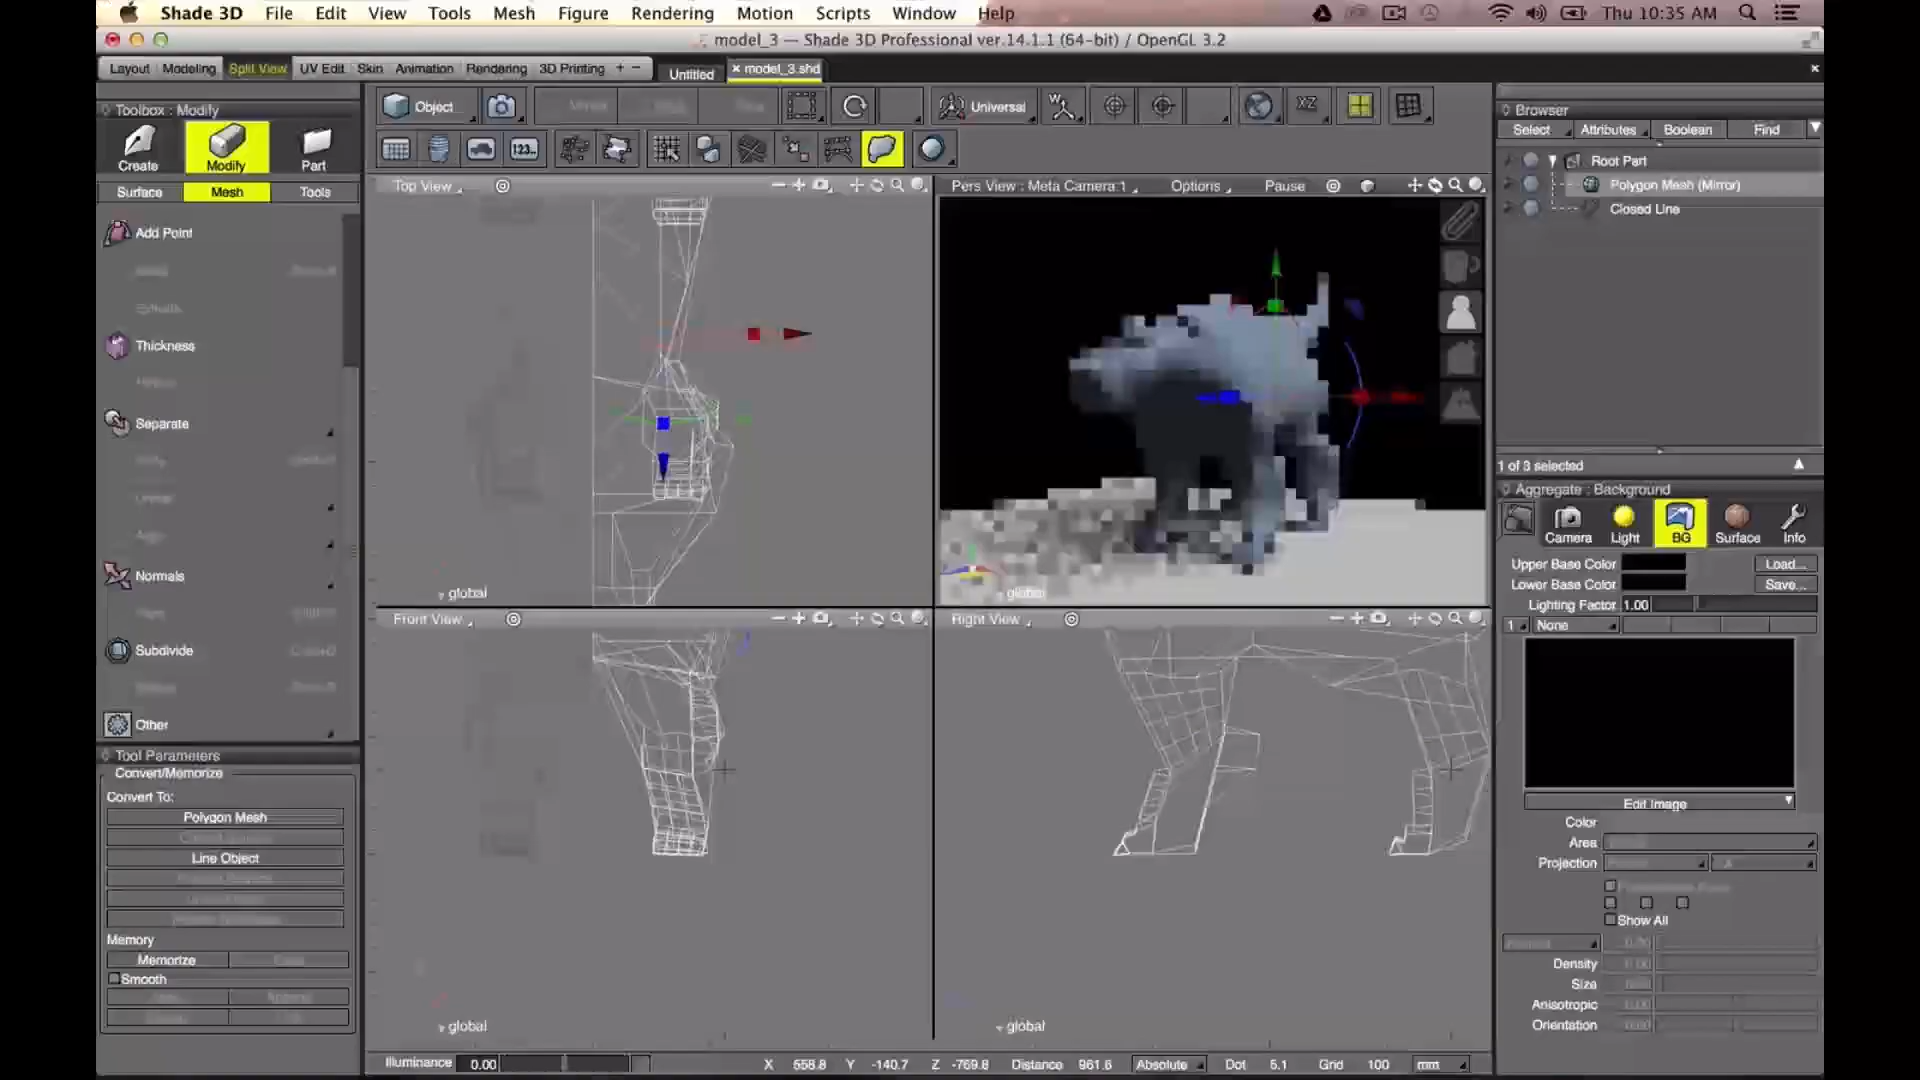 Shade 3D File Edit View Tools Mesh Figure Rendering Motion Scripts Window Help Thu 10:35 AM
model_3 — Shade 3D Professional ver.14.1.1 (64-bit) / OpenGL 3.2
Layout Modeling Split View UV Edit Skin Animation Rendering 3D Printing + − Untitled × model_3.shd
Toolbox : Modify
Create Modify Part
Surface Mesh Tools
Add Point
Thickness
Separate
Normals
Subdivide
Other
Tool Parameters
Convert/Memorize
Convert To:
Polygon Mesh
Line Object
Memory
Memorize
Smooth
Object Universal XZ
123..
Top View
global
Pers View : Meta Camera:1 Options Pause
global
Front View
global
Right View
global
Illuminance 0.00 X 558.8 Y -140.7 Z -769.8 Distance 961.6 Absolute Dot 5.1 Grid 100 mm
Browser
Select Attributes Boolean Find
Root Part
Polygon Mesh (Mirror)
Closed Line
1 of 3 selected
Aggregate : Background
Camera Light BG Surface Info
Upper Base Color Load...
Lower Base Color Save...
Lighting Factor 1.00
1 None
Edit Image
Color
Area
Projection
Show All
Density
Size
Anisotropic
Orientation